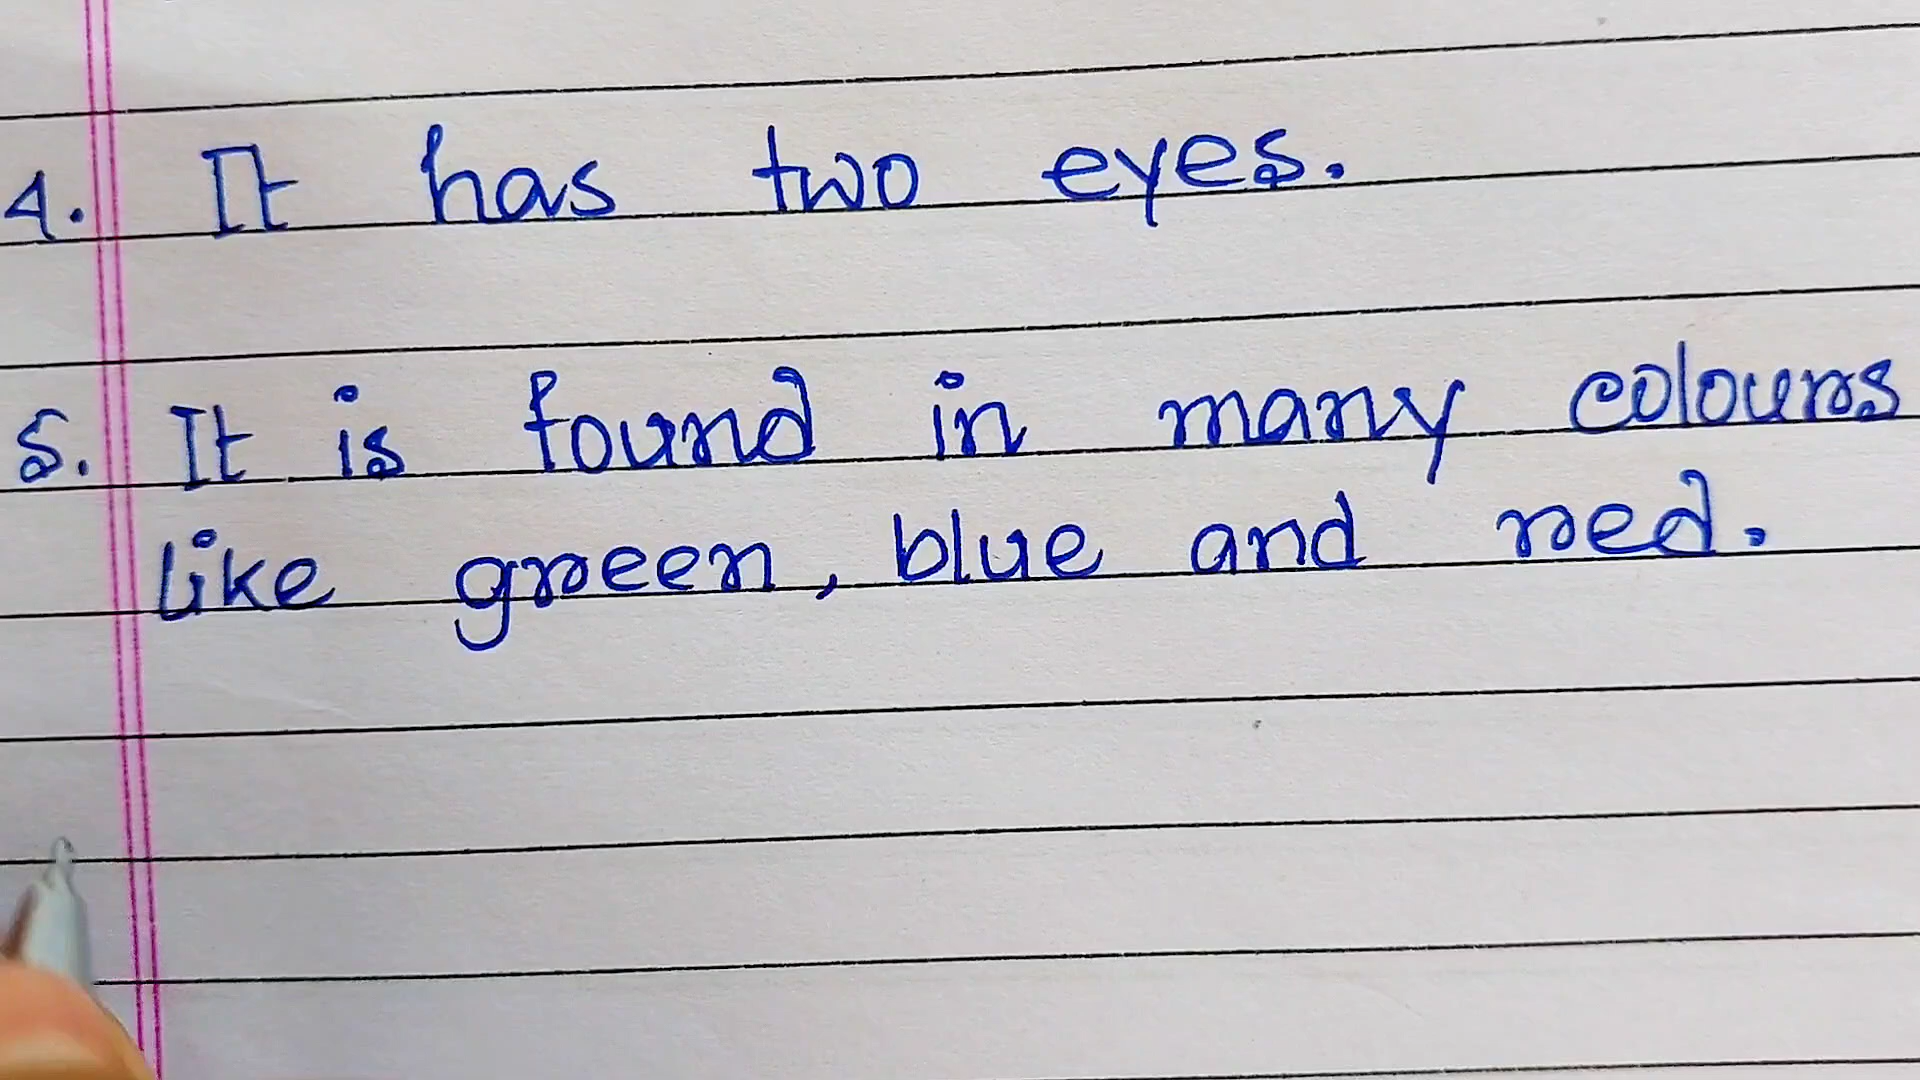 4. It has two eyes.
5. It is found in many colours
like green, blue and red.